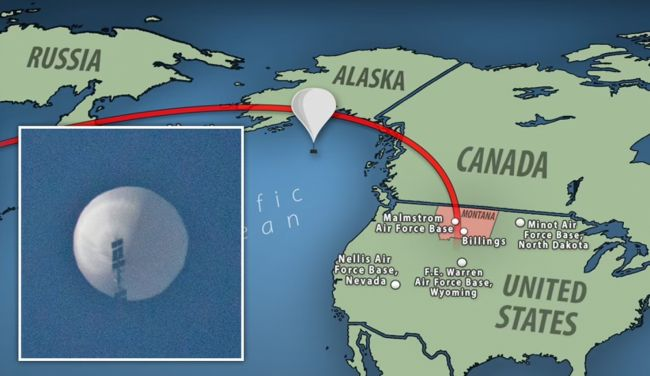 RUSSIA
ALASKA
CANADA
fic
ean
MONTANA
Malmstrom
Air Force Base
Billings
Minot Air
Force Base,
North Dakota
Nellis Air
Force Base,
Nevada
F.E. Warren
Air Force Base,
Wyoming
UNITED
STATES